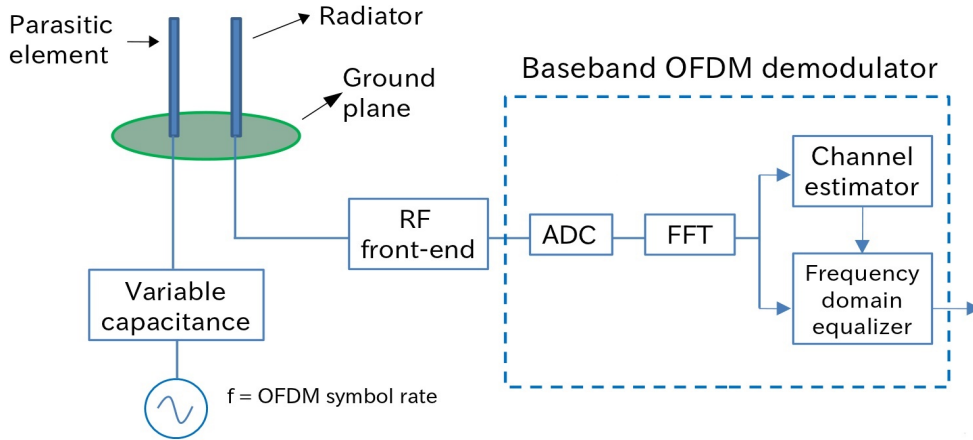 Parasitic
element
Radiator
Ground
plane
Baseband OFDM demodulator
Channel
estimator
RF
front-end
ADC
FFT
Frequency
domain
equalizer
Variable
capacitance
f = OFDM symbol rate